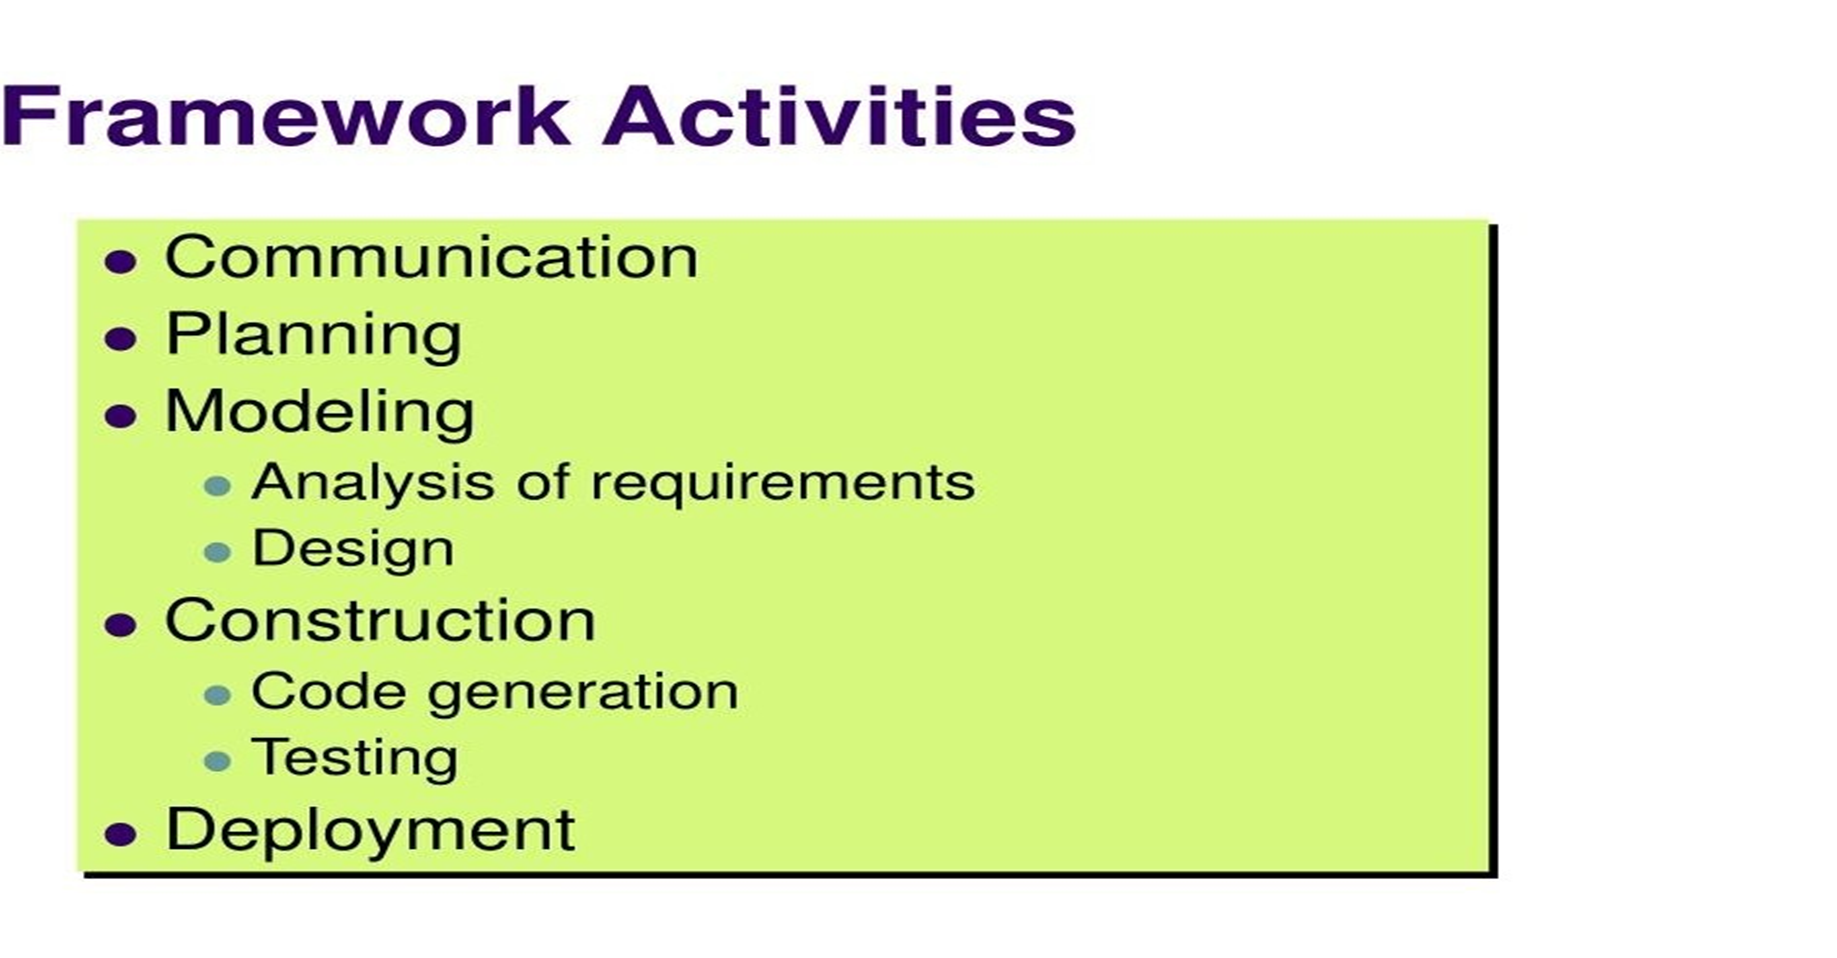 Framework Activities
Communication
Planning
Modeling
Analysis of requirements
Design
Construction
Code generation
Testing
Deployment